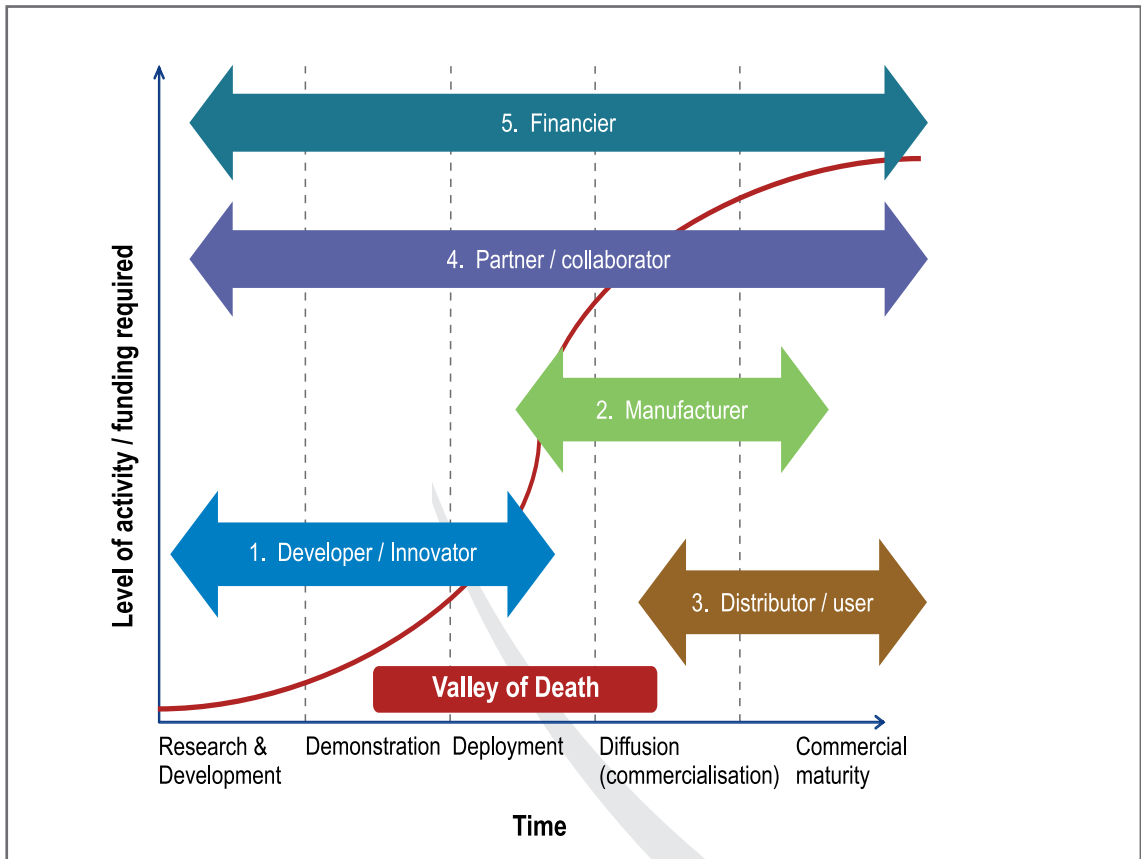 5. Financier
4. Partner / collaborator
2. Manufacturer
1. Developer / Innovator
3. Distributor / user
Valley of Death
Level of activity / funding required
Research &
Development
Demonstration
Deployment
Diffusion
(commercialisation)
Commercial
maturity
Time